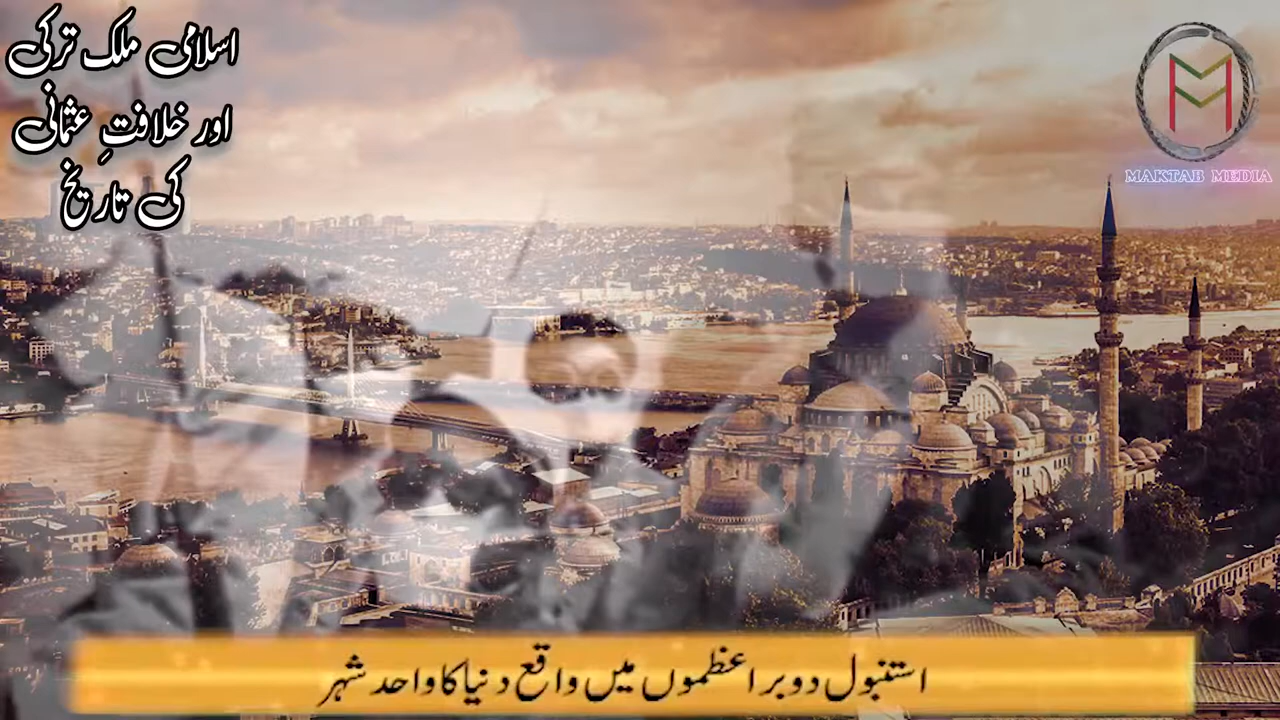 اسلامی ملک ترکی
اور خلافتِ عثمانی
کی تاریخ
MAKTAB MEDIA
استنبول دو براعظموں میں واقع دنیا کا واحد شہر